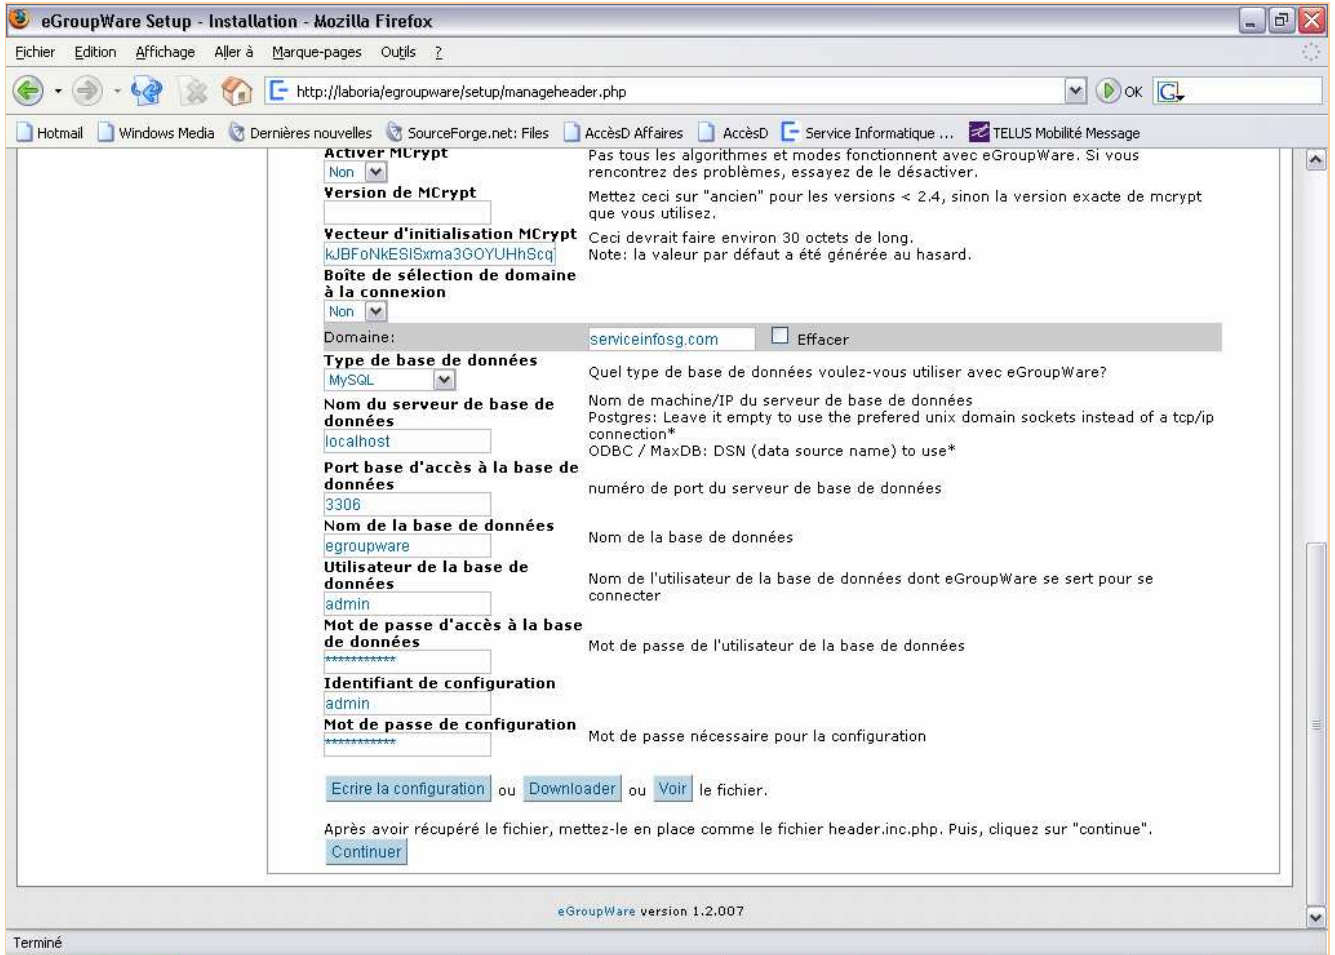 eGroupWare Setup - Installation - Mozilla Firefox
Fichier Edition Affichage Aller à Marque-pages Outils ?
http://laboria/egroupware/setup/manageheader.php OK
Hotmail Windows Media Dernières nouvelles SourceForge.net: Files AccèsD Affaires AccèsD Service Informatique ... TELUS Mobilité Message
Activer MCrypt
Non
Pas tous les algorithmes et modes fonctionnent avec eGroupWare. Si vous
rencontrez des problèmes, essayez de le désactiver.
Version de MCrypt
Mettez ceci sur "ancien" pour les versions < 2.4, sinon la version exacte de mcrypt
que vous utilisez.
Vecteur d'initialisation MCrypt
kJBFoNkESISxma3GOYUHhScq
Ceci devrait faire environ 30 octets de long.
Note: la valeur par défaut a été générée au hasard.
Boîte de sélection de domaine
à la connexion
Non
Domaine: serviceinfosg.com Effacer
Type de base de données
MySQL
Quel type de base de données voulez-vous utiliser avec eGroupWare?
Nom du serveur de base de
données
localhost
Nom de machine/IP du serveur de base de données
Postgres: Leave it empty to use the prefered unix domain sockets instead of a tcp/ip
connection*
ODBC / MaxDB: DSN (data source name) to use*
Port base d'accès à la base de
données
3306
numéro de port du serveur de base de données
Nom de la base de données
egroupware
Nom de la base de données
Utilisateur de la base de
données
admin
Nom de l'utilisateur de la base de données dont eGroupWare se sert pour se
connecter
Mot de passe d'accès à la base
de données
***********
Mot de passe de l'utilisateur de la base de données
Identifiant de configuration
admin
Mot de passe de configuration
***********
Mot de passe nécessaire pour la configuration
Ecrire la configuration ou Downloader ou Voir le fichier.
Après avoir récupéré le fichier, mettez-le en place comme le fichier header.inc.php. Puis, cliquez sur "continue".
Continuer
eGroupWare version 1.2.007
Terminé